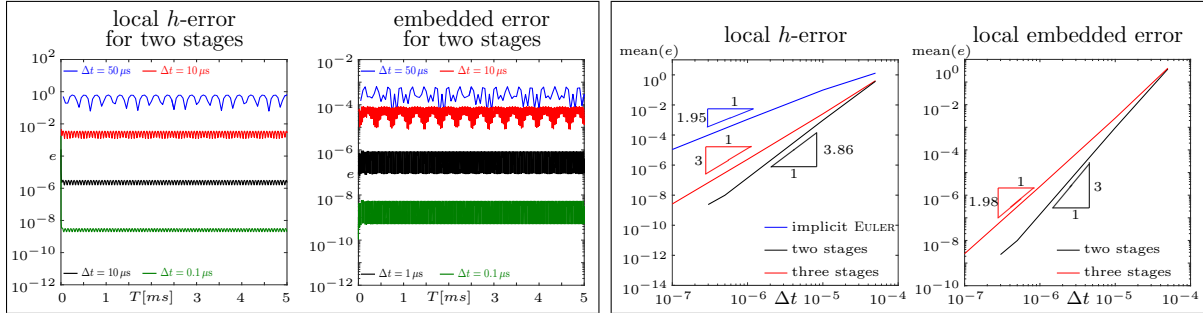 local h-error
for two stages
10^2
10^0
10^-2
e
10^-6
10^-8
10^-10
10^-12
Δt = 50 μs
Δt = 10 μs
Δt = 10 μs
Δt = 0.1 μs
0
1
2
3
4
5
T[ms]
embedded error
for two stages
10^0
10^-2
10^-4
10^-6
e
10^-8
10^-10
10^-12
Δt = 50 μs
Δt = 10 μs
Δt = 1 μs
Δt = 0.1 μs
0
1
2
3
4
5
T[ms]
local h-error
mean(e)
10^0
10^-2
10^-4
10^-6
10^-8
10^-10
10^-14
1
1.95
1
3
3.86
1
implicit EULER
two stages
three stages
10^-7
10^-6
10^-5
10^-4
Δt
local embedded error
mean(e)
10^0
10^-2
10^-4
10^-6
10^-8
10^-10
1
1.98
3
1
two stages
three stages
10^-7
10^-6
10^-5
10^-4
Δt